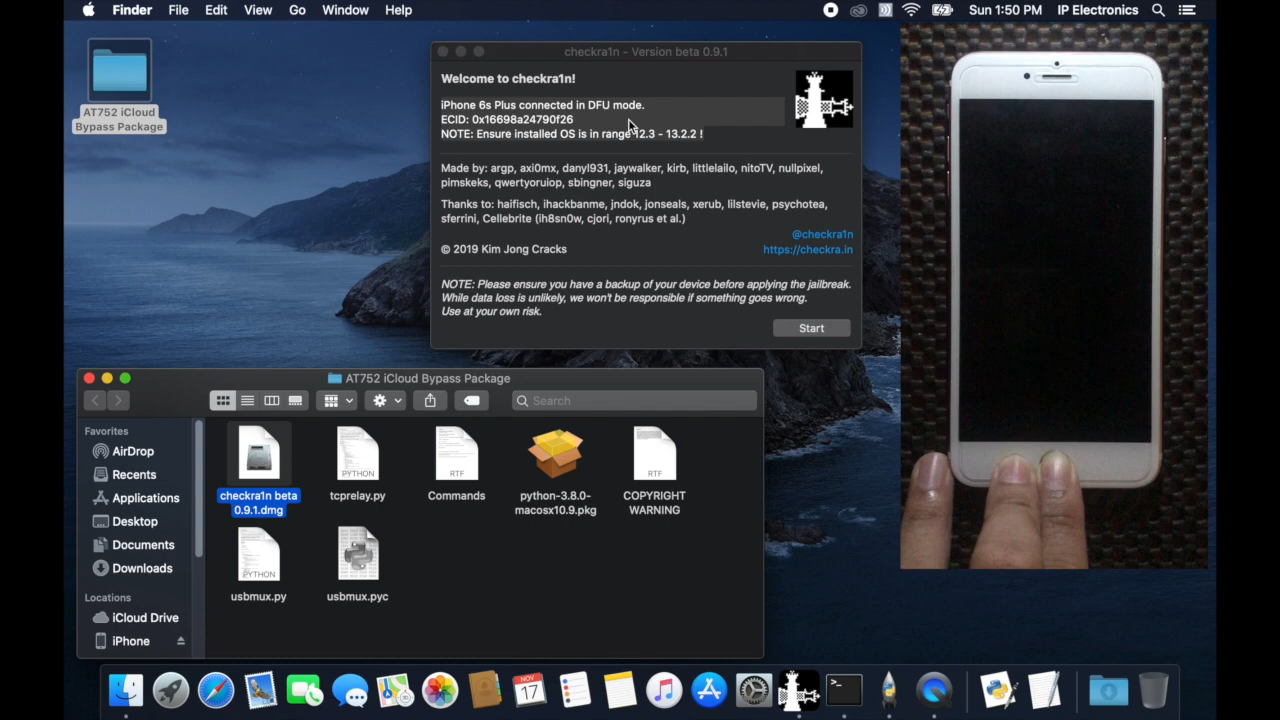 Finder File Edit View Go Window Help
Sun 1:50 PM IP Electronics
AT752 iCloud
Bypass Package
checkra1n - Version beta 0.9.1
Welcome to checkra1n!
iPhone 6s Plus connected in DFU mode.
ECID: 0x16698a24790f26
NOTE: Ensure installed OS is in range 12.3 - 13.2.2 !
Made by: argp, axi0mx, danyl931, jaywalker, kirb, littlelailo, nitoTV, nullpixel,
pimskeks, qwertyoruiop, sbingner, siguza
Thanks to: haifisch, ihackbanme, jndok, jonseals, xerub, lilstevie, psychotea,
sferrini, Cellebrite (ih8sn0w, cjori, ronyrus et al.)
@checkra1n
© 2019 Kim Jong Cracks
https://checkra.in
NOTE: Please ensure you have a backup of your device before applying the jailbreak.
While data loss is unlikely, we won't be responsible if something goes wrong.
Use at your own risk.
Start
AT752 iCloud Bypass Package
Search
Favorites
AirDrop
Recents
Applications
Desktop
Documents
Downloads
Locations
iCloud Drive
iPhone
checkra1n beta
0.9.1.dmg
PYTHON
tcprelay.py
RTF
Commands
python-3.8.0-
macosx10.9.pkg
RTF
COPYRIGHT
WARNING
PYTHON
usbmux.py
usbmux.pyc
NOV
17